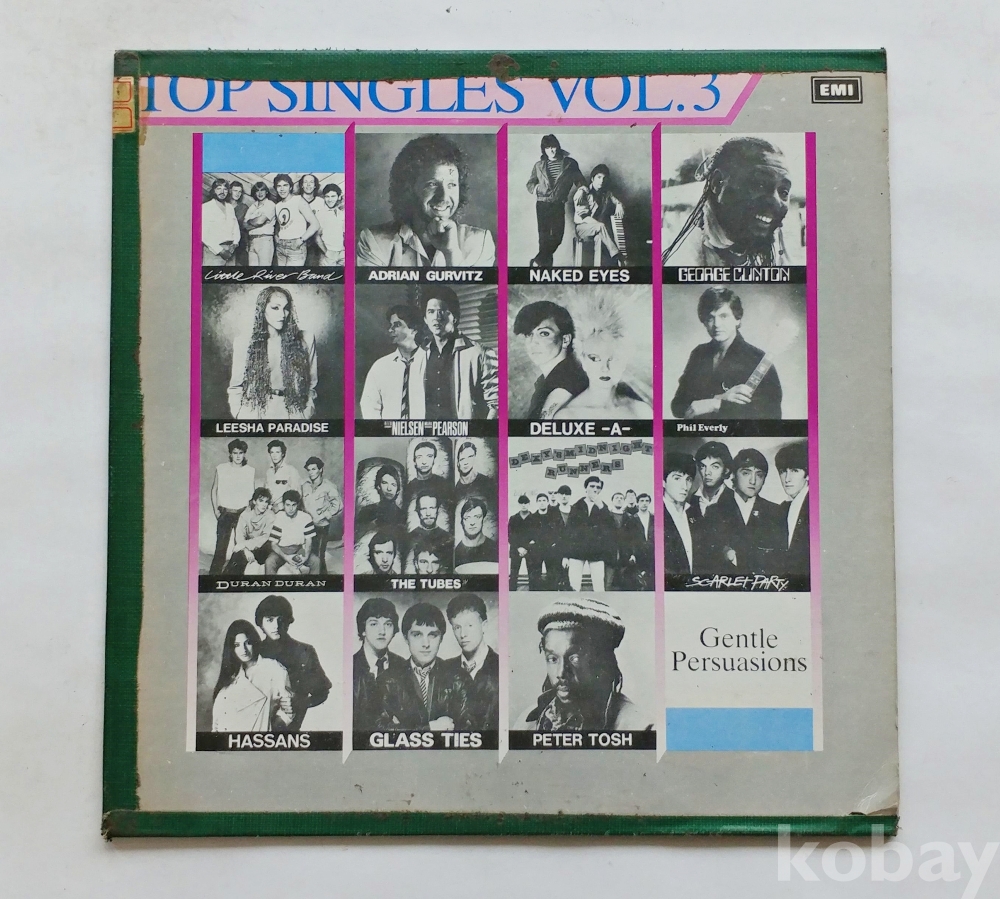 TOP SINGLES VOL.3
EMI
Little River Band
ADRIAN GURVITZ
NAKED EYES
GEORGE CLINTON
LEESHA PARADISE
NIELSEN PEARSON
DELUXE -A-
Phil Everly
DURAN DURAN
THE TUBES
DEXYS MIDNIGHT
RUNNERS
SCARLET PARTY
HASSANS
GLASS TIES
PETER TOSH
Gentle
Persuasions
kobay